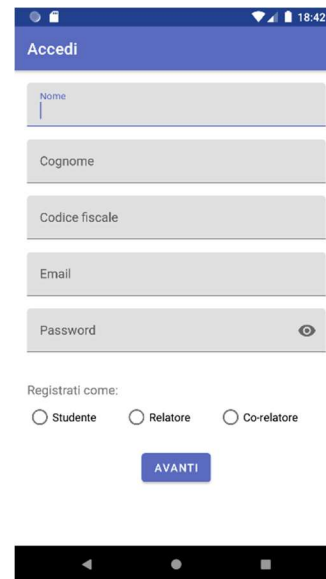 18:42
Accedi
Nome
Cognome
Codice fiscale
Email
Password
Registrati come:
Studente Relatore Co-relatore
AVANTI